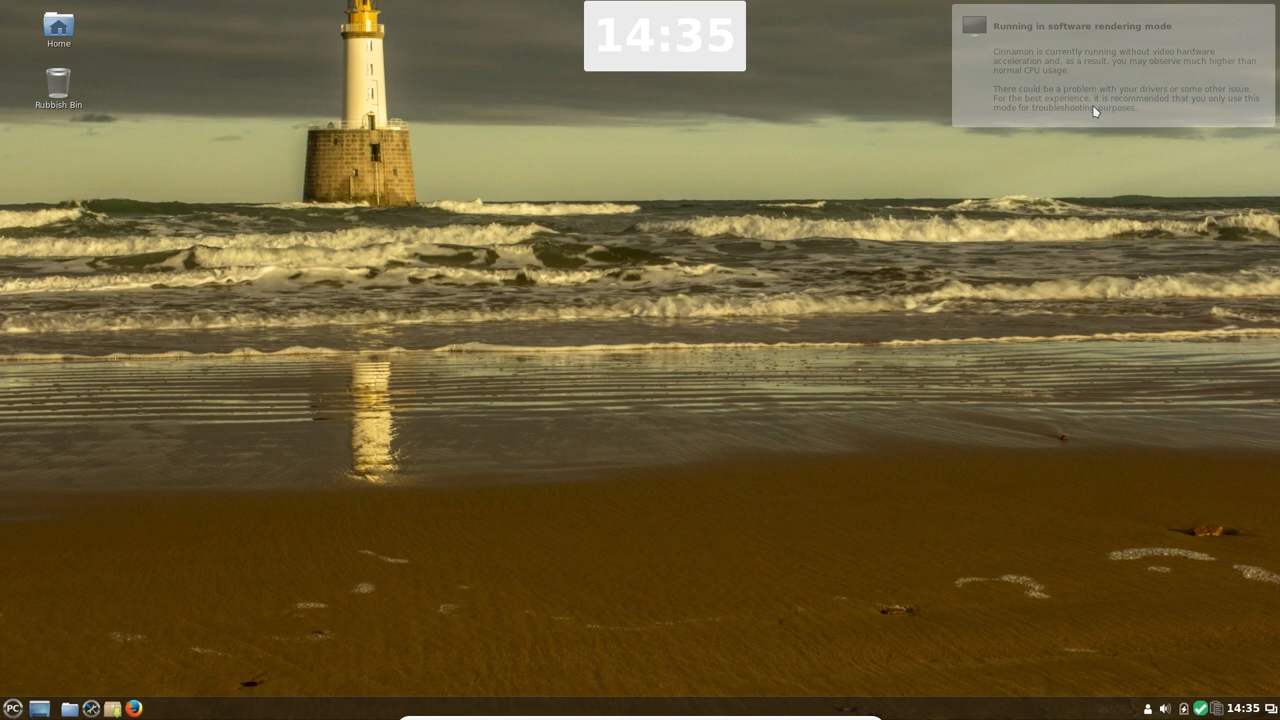 Home
Rubbish Bin
14:35
Running in software rendering mode
Cinnamon is currently running without video hardware
acceleration and, as a result, you may observe much higher than
normal CPU usage.
There could be a problem with your drivers or some other issue.
For the best experience, it is recommended that you only use this
mode for troubleshooting purposes.
PC
14:35